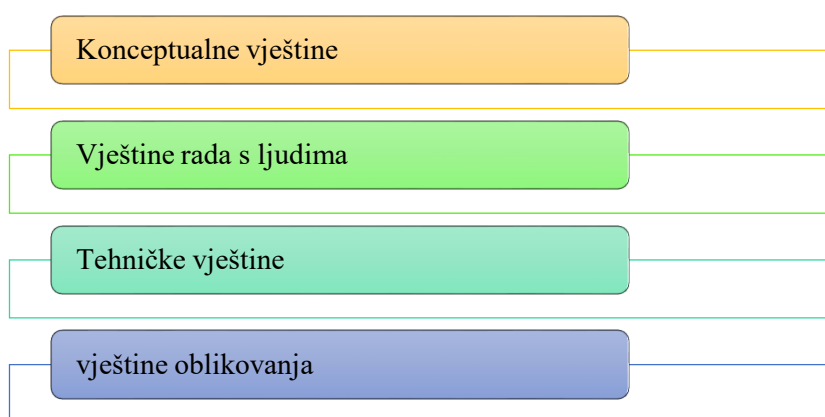 Konceptualne vještine
Vještine rada s ljudima
Tehničke vještine
vještine oblikovanja